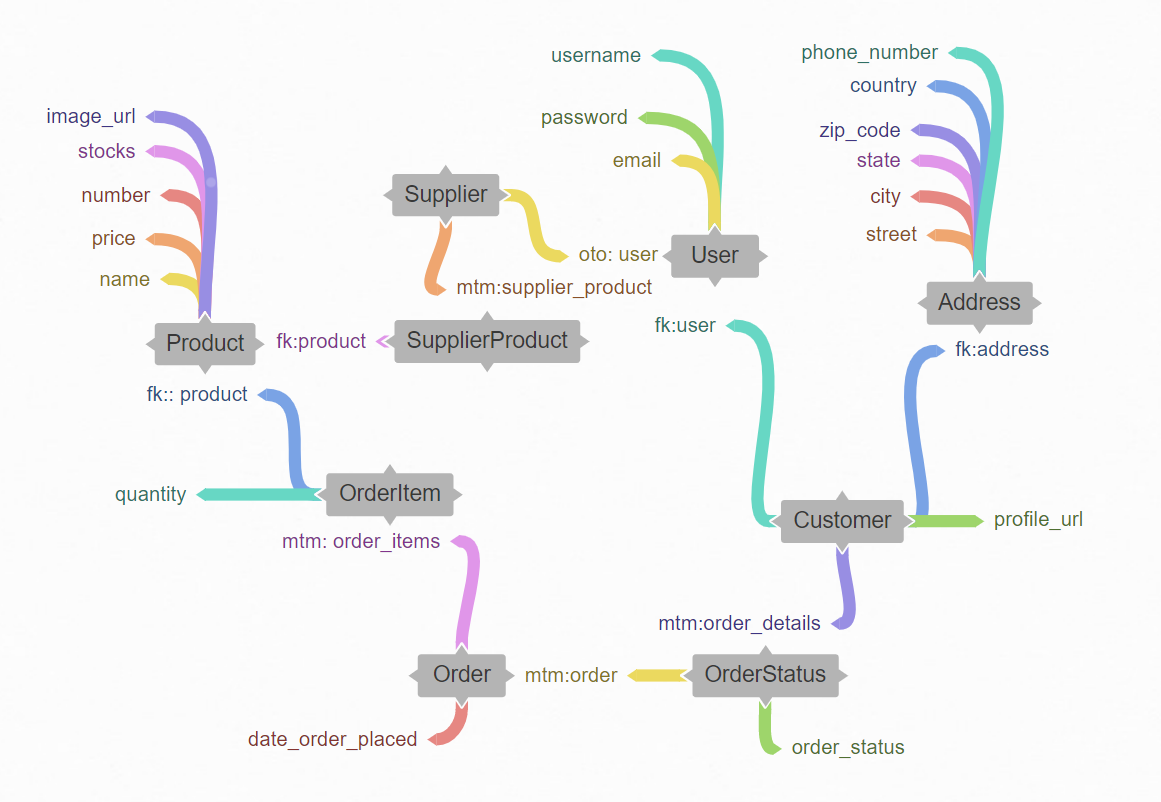 username
phone_number
country
image_url
password
zip_code
stocks
email
state
number
Supplier
city
price
oto: user
User
street
name
mtm:supplier_product
Address
Product
fk:product
SupplierProduct
fk:user
fk:address
fk:: product
quantity
OrderItem
Customer
profile_url
mtm: order_items
mtm:order_details
Order
mtm:order
OrderStatus
date_order_placed
order_status